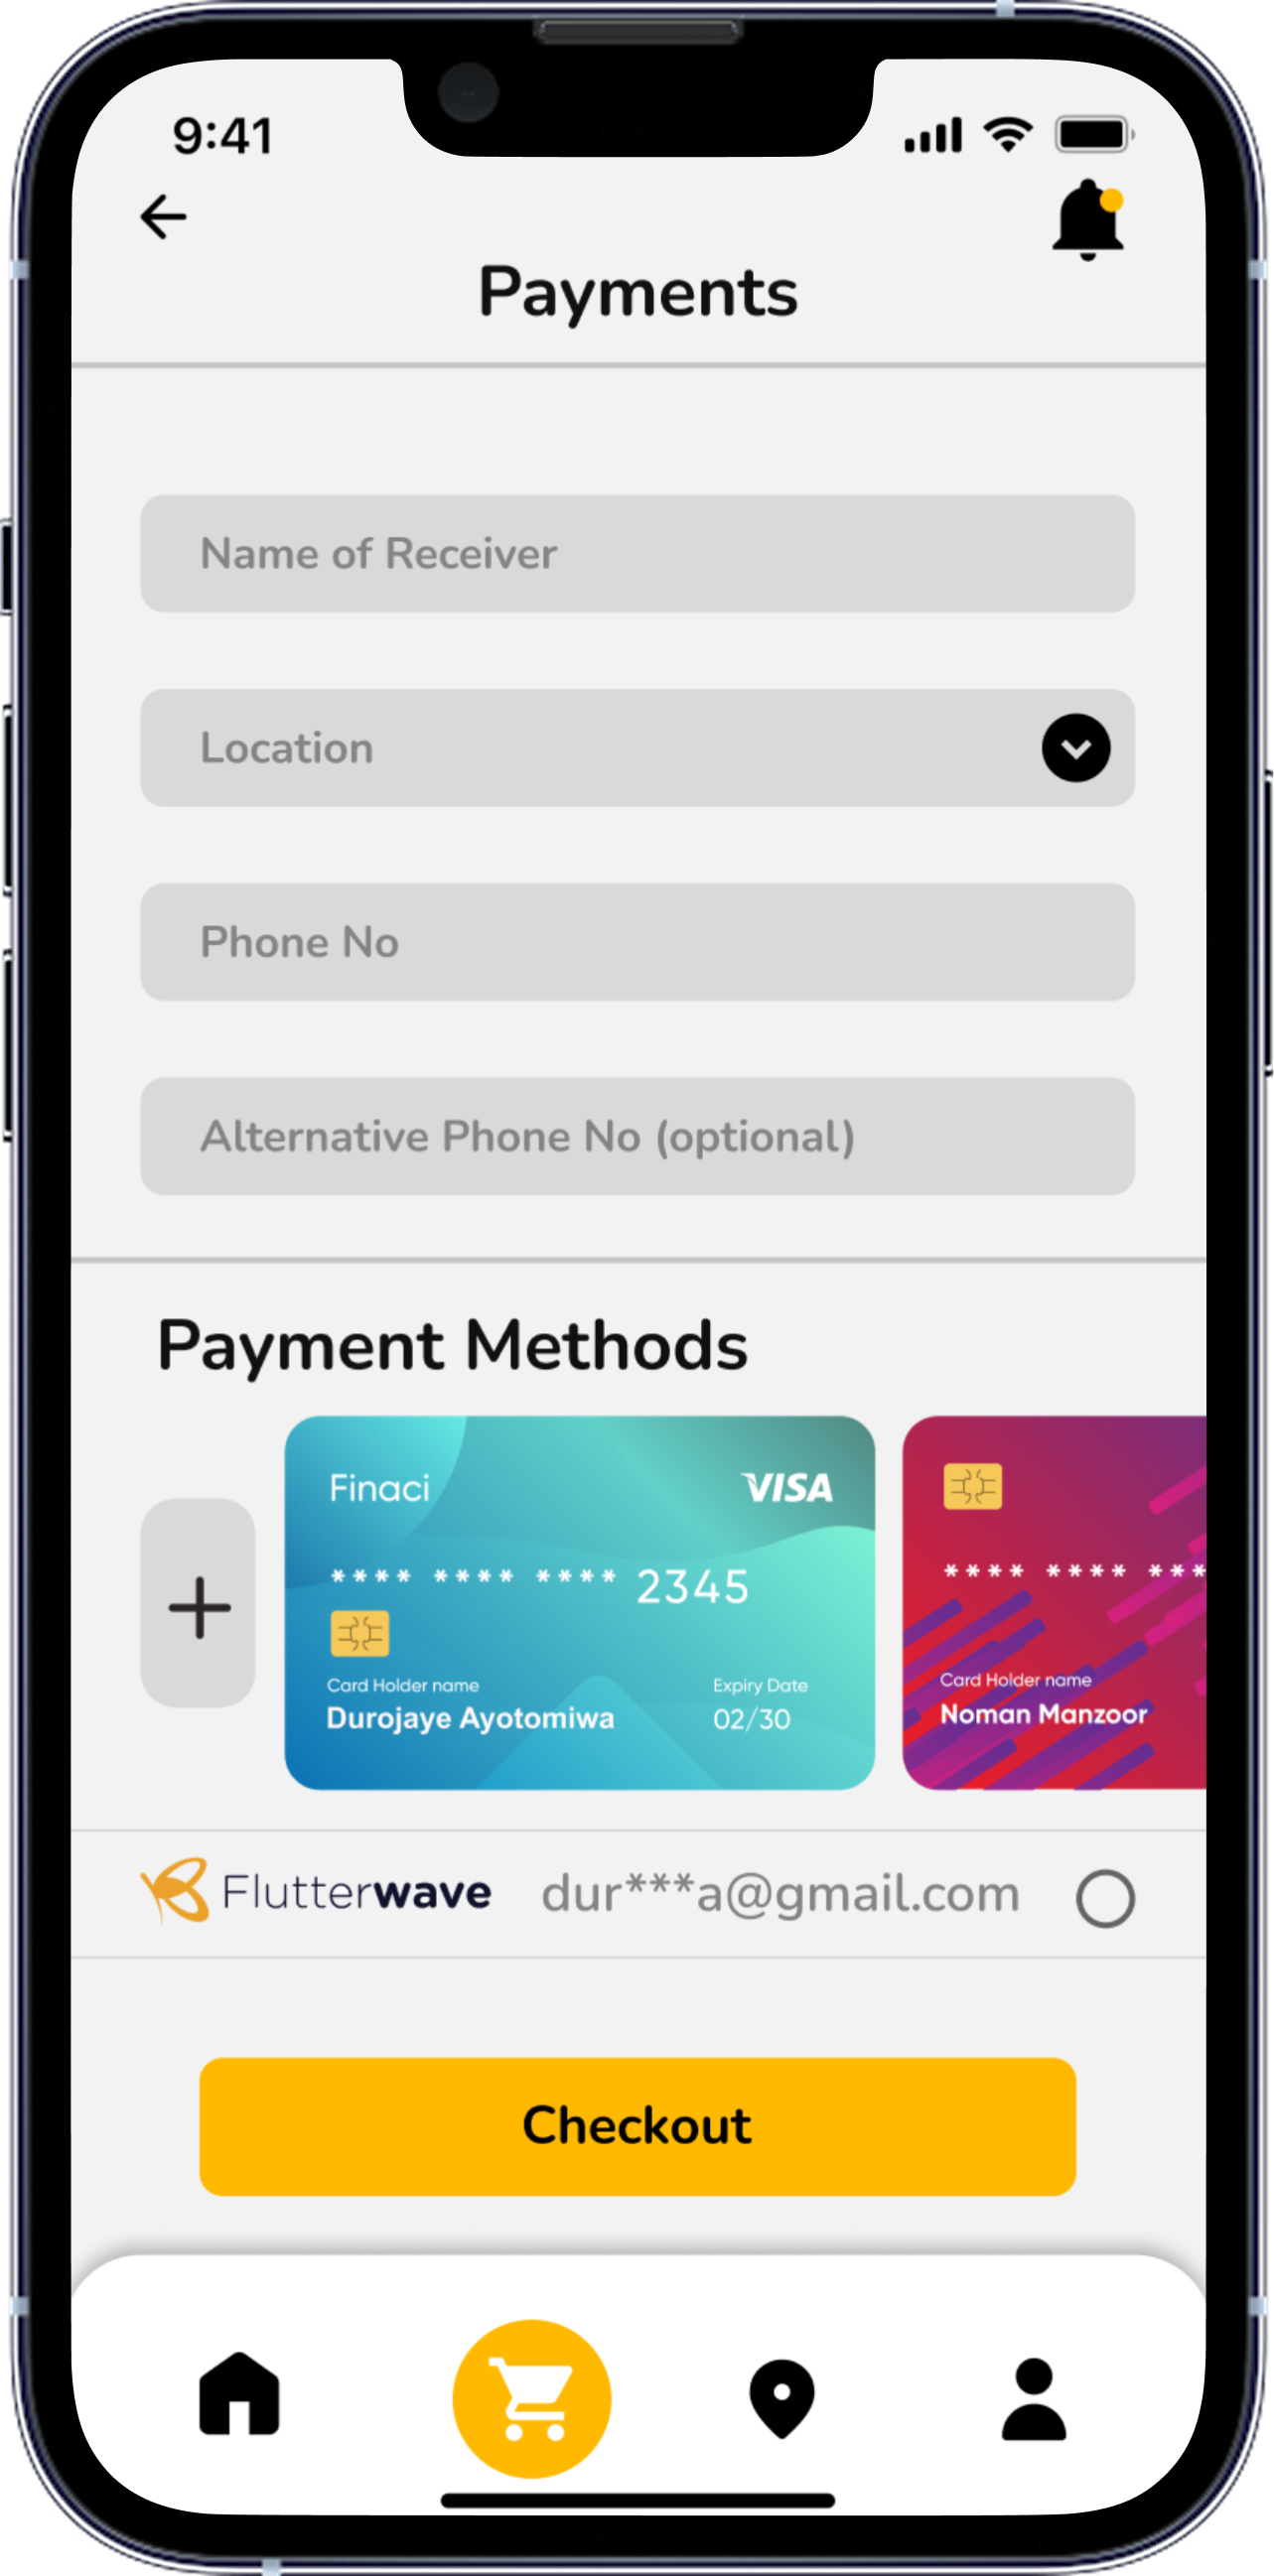 9:41
Payments
Name of Receiver
Location
Phone No
Alternative Phone No (optional)
Payment Methods
Finaci VISA
**** **** **** 2345
Card Holder name Expiry Date
Durojaye Ayotomiwa 02/30
**** **** ***
Card Holder name
Noman Manzoor
Flutterwave dur***a@gmail.com
Checkout